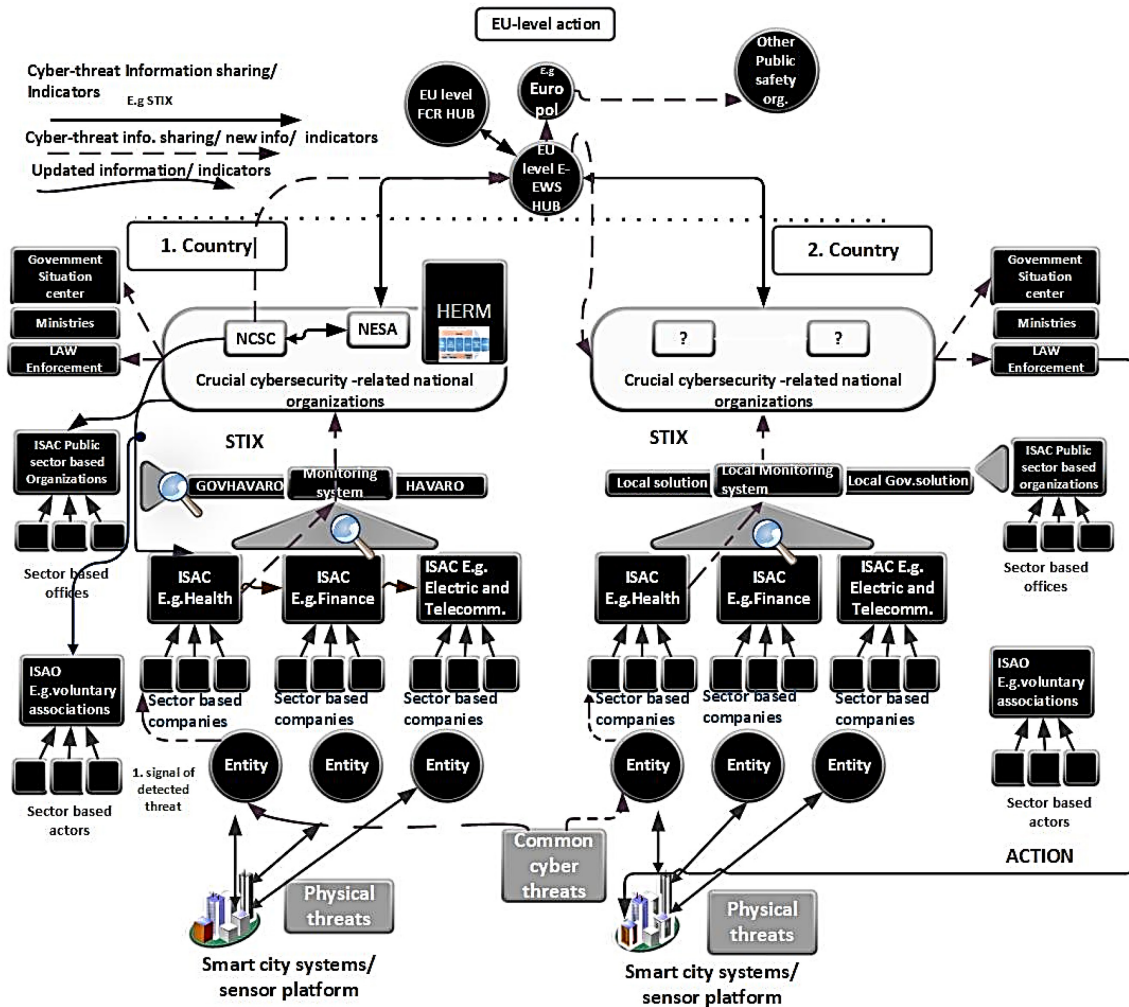 EU-level action
Cyber-threat Information sharing/
Indicators
E.g STIX
Cyber-threat info. sharing/ new info/ indicators
Updated information/ indicators
EU level
FCR HUB
E.g
Euro
pol
Other
Public
safety
org.
EU
level E-
EWS
HUB
1. Country
2. Country
Government
Situation
center
Ministries
LAW
Enforcement
NCSC
NESA
HERM
Crucial cybersecurity -related national
organizations
?
?
Crucial cybersecurity -related national
organizations
Government
Situation
center
Ministries
LAW
Enforcement
STIX
STIX
ISAC Public
sector based
Organizations
Sector based
offices
GOVHAVARO
Monitoring
system
HAVARO
Local solution
Local Monitoring
system
Local Gov.solution
ISAC Public
sector based
organizations
Sector based
offices
ISAC
E.g.Health
ISAC
E.g.Finance
ISAC E.g.
Electric and
Telecomm.
ISAC
E.g.Health
ISAC
E.g.Finance
ISAC E.g.
Electric and
Telecomm.
Sector based
companies
Sector based
companies
Sector based
companies
Sector based
companies
Sector based
companies
Sector based
companies
ISAO
E.g.voluntary
associations
Sector based
actors
ISAO
E.g.voluntary
associations
Sector based
actors
1. signal of
detected
threat
Entity
Entity
Entity
Entity
Entity
Entity
Common
cyber
threats
ACTION
Physical
threats
Physical
threats
Smart city systems/
sensor platform
Smart city systems/
sensor platform